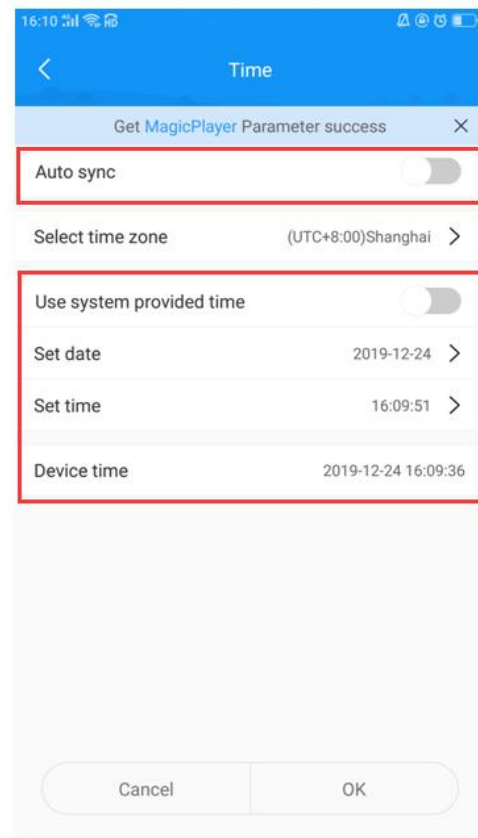 16:10
Time
Get MagicPlayer Parameter success
Auto sync
Select time zone (UTC+8:00)Shanghai
Use system provided time
Set date 2019-12-24
Set time 16:09:51
Device time 2019-12-24 16:09:36
Cancel OK